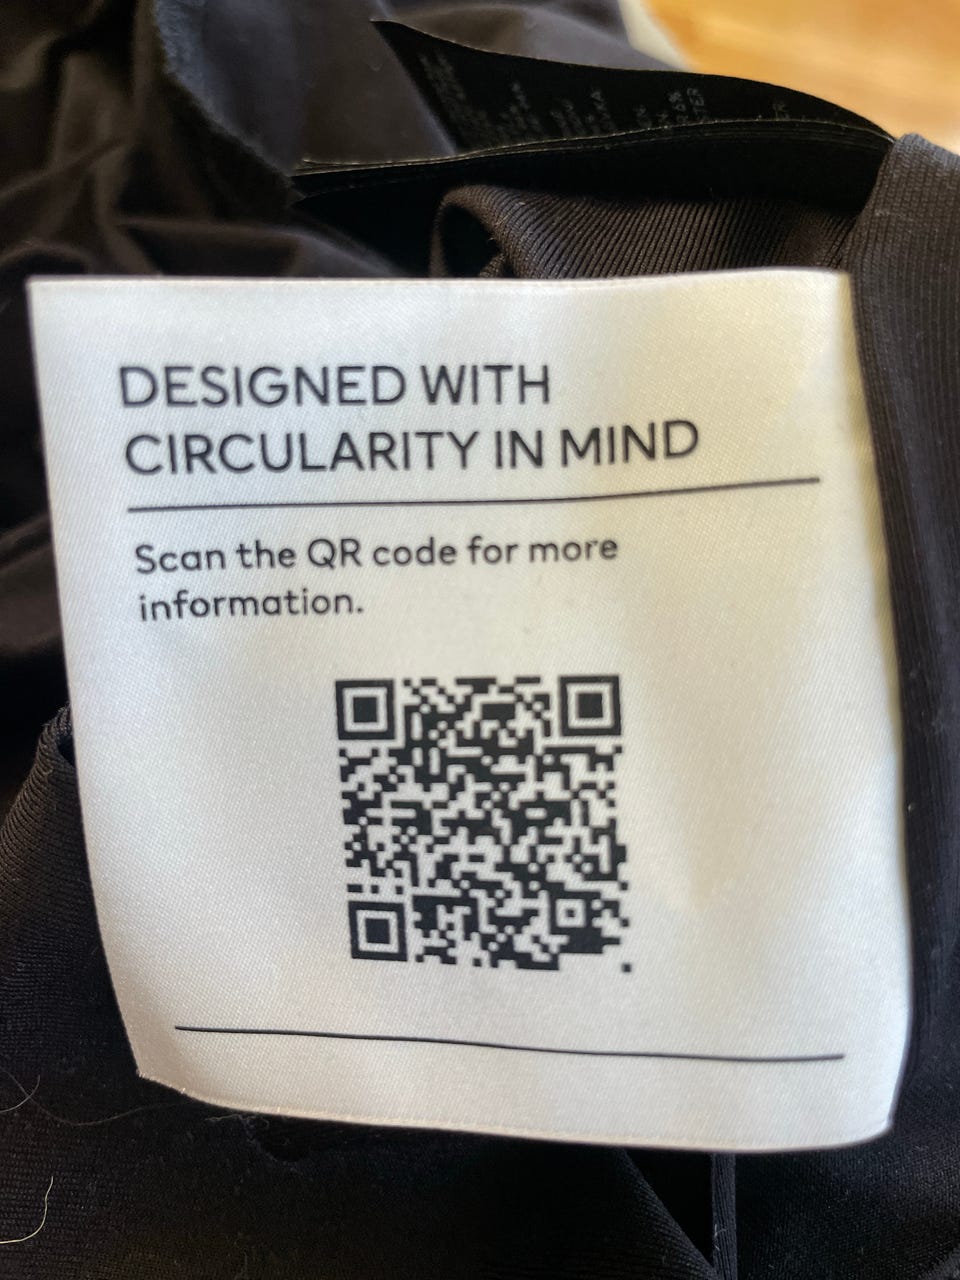 DESIGNED WITH
CIRCULARITY IN MIND
Scan the QR code for more
information.